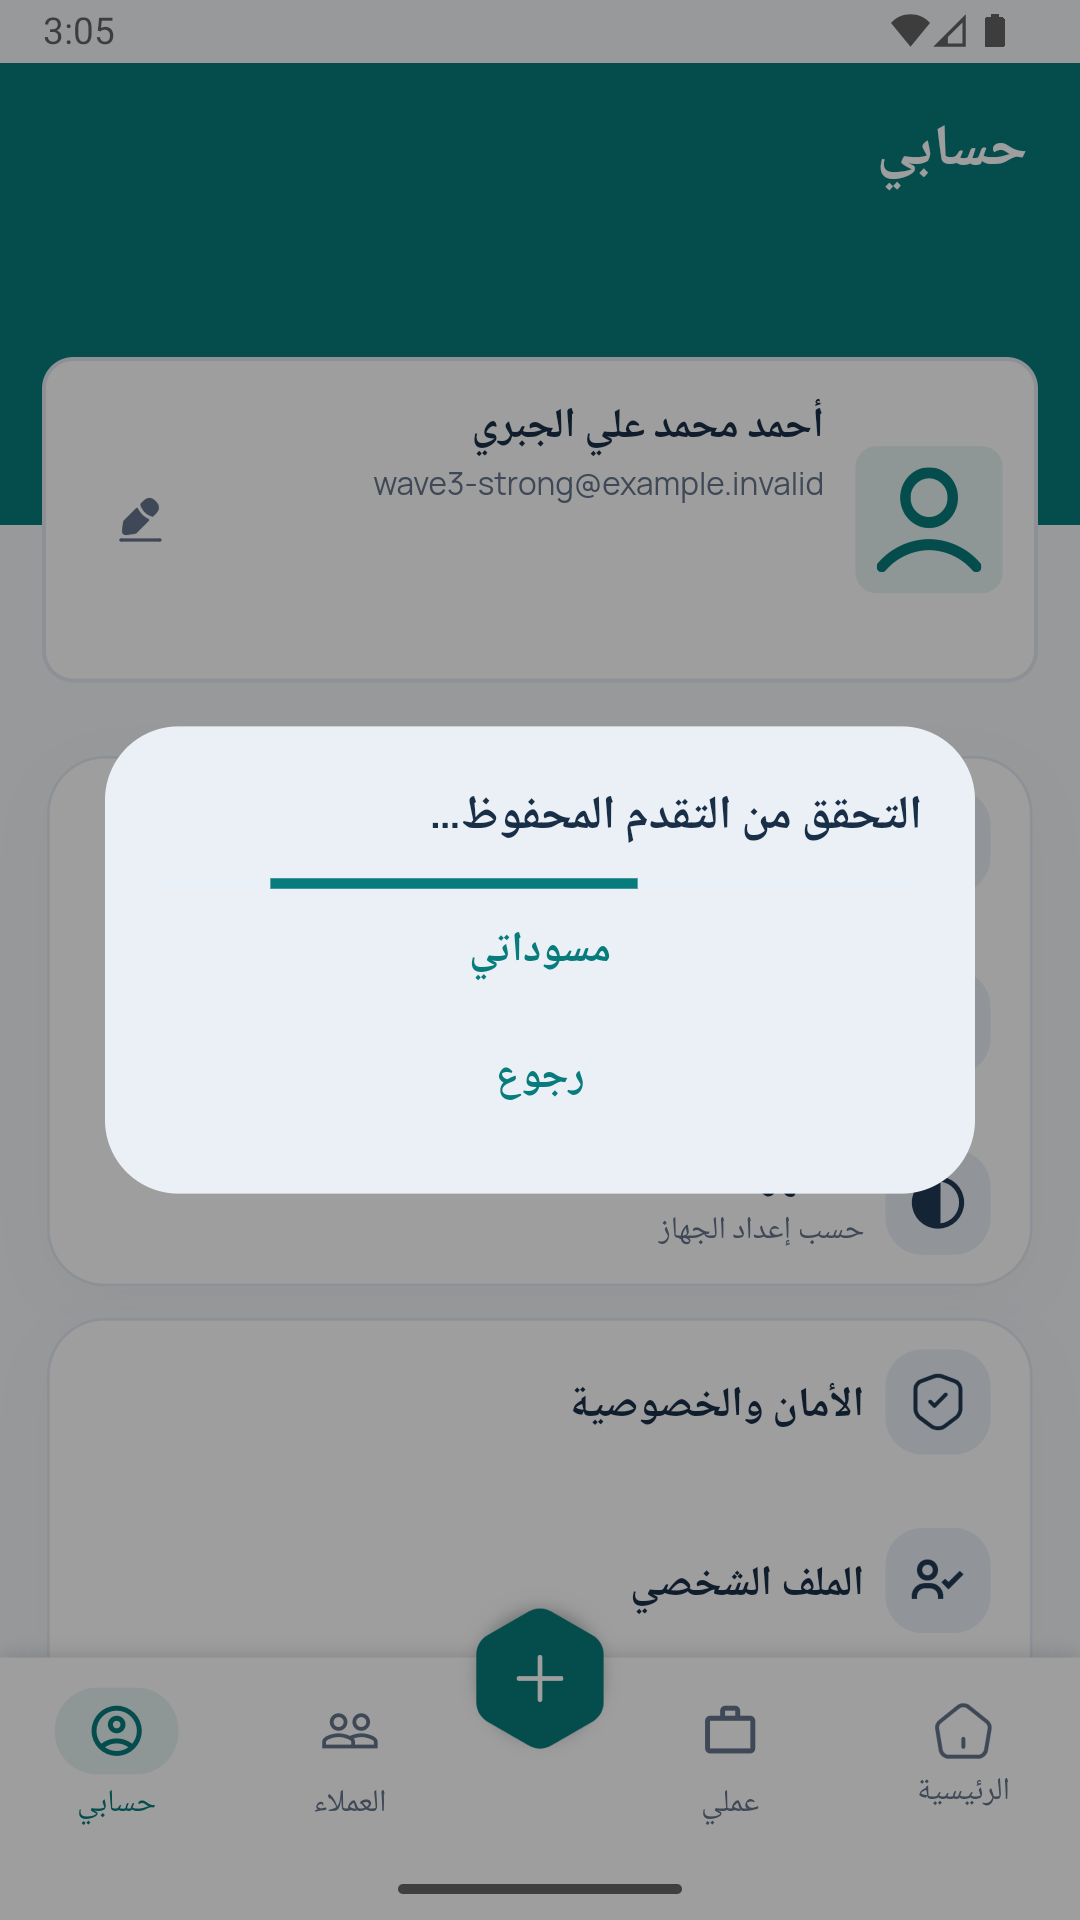 3:05
حسابي
أحمد محمد علي الجبري
wave3-strong@example.invalid
التحقق من التقدم المحفوظ...
مسوداتي
رجوع
حسب إعداد الجهاز
الأمان والخصوصية
الملف الشخصي
الرئيسية
عملي
العملاء
حسابي